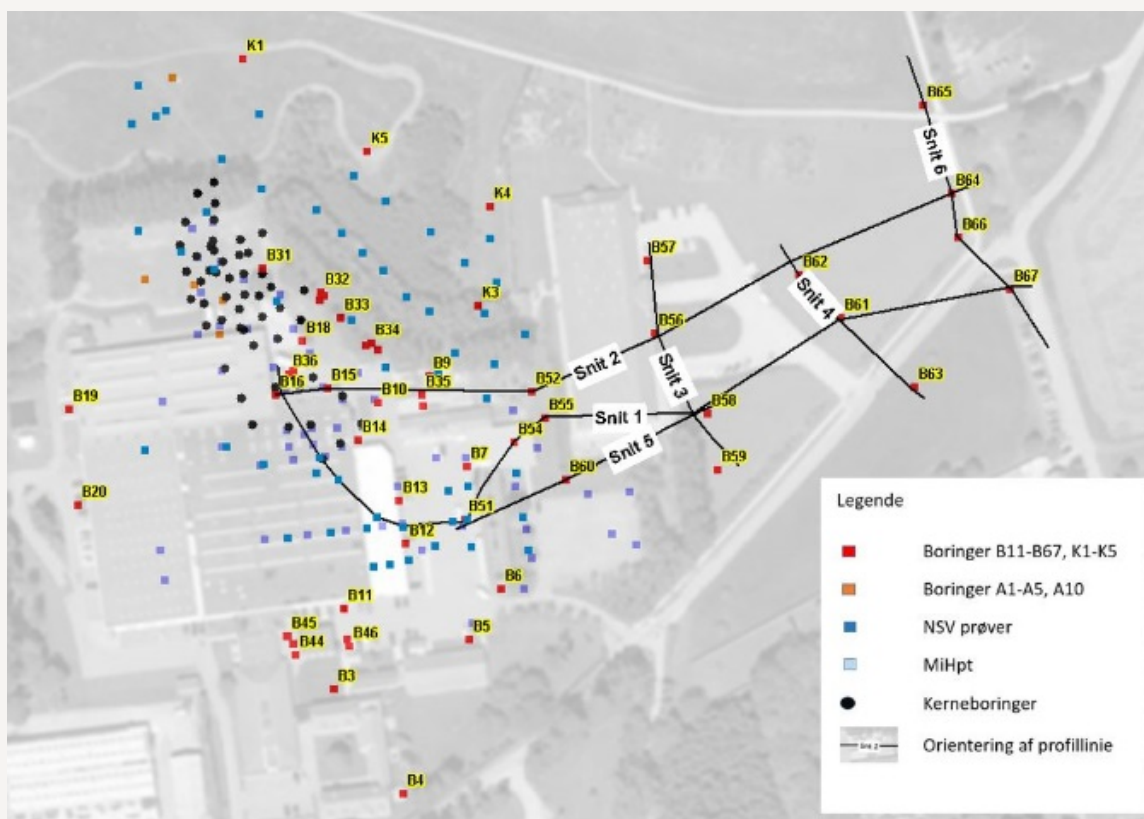 K1
B65
Snit 6
K5
B64
K4
B66
B57
B62
B31
B67
B32
Snit 4
K3
B33
B61
B18
B56
B34
Snit 2
B36
B9
B63
B16
B15
B52
B10
B35
Snit 3
B19
B55
Snit 1
B58
B14
B54
Snit 5
B7
B59
B60
B20
B13
B51
B12
B6
B11
B45
B44
B46
B5
B3
B4
Legende
Boringer B11-B67, K1-K5
Boringer A1-A5, A10
NSV prøver
MiHpt
Kerneboringer
Snit 2
Orientering af profillinie